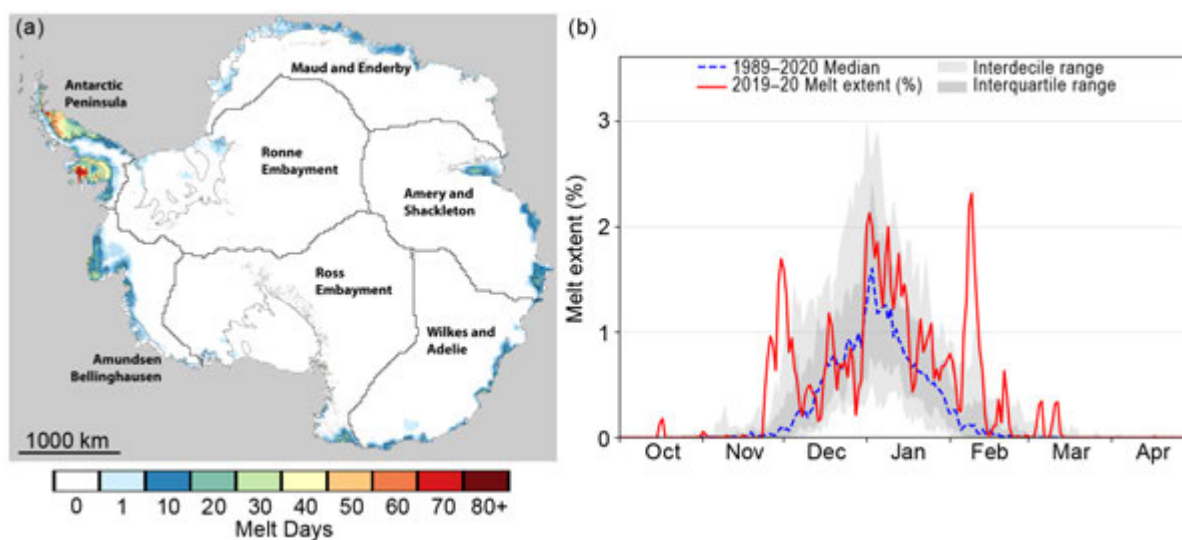 (a)
Maud and Enderby
Antarctic
Peninsula
Ronne
Embayment
Amery and
Shackleton
Ross
Embayment
Wilkes and
Adelie
Amundsen
Bellinghausen
1000 km
0 1 10 20 30 40 50 60 70 80+
Melt Days
(b)
1989–2020 Median
2019–20 Melt extent (%)
Interdecile range
Interquartile range
Melt extent (%)
3
2
1
0
Oct Nov Dec Jan Feb Mar Apr